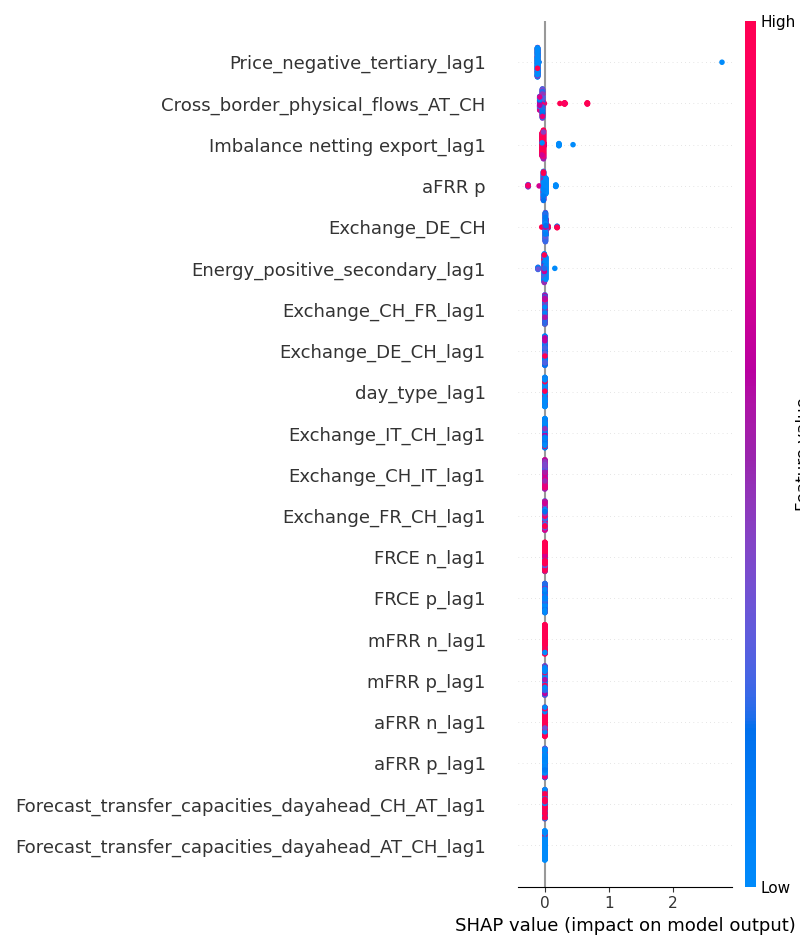 High
Price_negative_tertiary_lag1
Cross_border_physical_flows_AT_CH
Imbalance netting export_lag1
aFRR p
Exchange_DE_CH
Energy_positive_secondary_lag1
Exchange_CH_FR_lag1
Exchange_DE_CH_lag1
day_type_lag1
Exchange_IT_CH_lag1
Exchange_CH_IT_lag1
Exchange_FR_CH_lag1
FRCE n_lag1
FRCE p_lag1
mFRR n_lag1
mFRR p_lag1
aFRR n_lag1
aFRR p_lag1
Forecast_transfer_capacities_dayahead_CH_AT_lag1
Forecast_transfer_capacities_dayahead_AT_CH_lag1
Low
0 1 2
SHAP value (impact on model output)